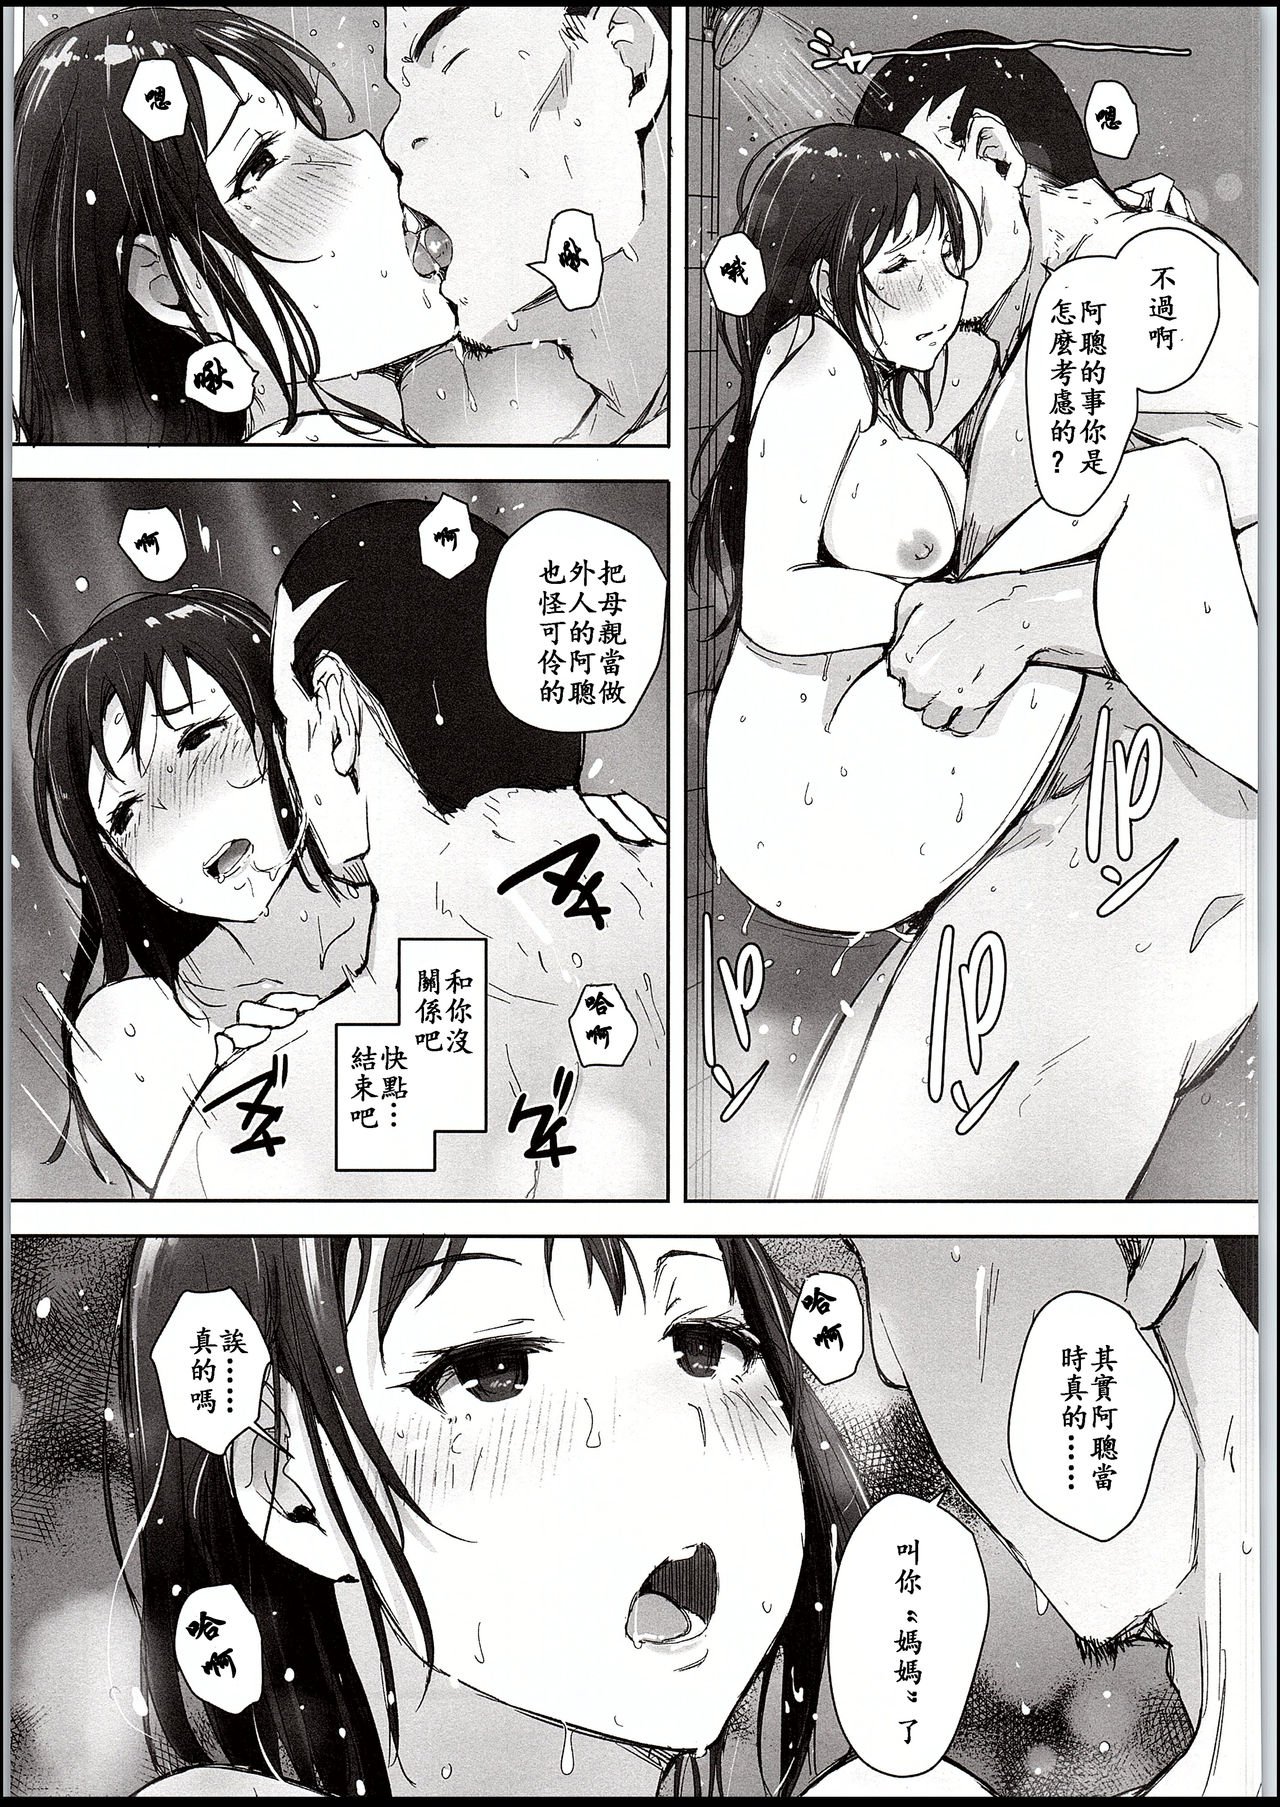 嗯
不過啊
阿聰的事你是
怎麼考慮的？
哦
嗯
啾
啾
把母親當做
外人的阿聰
也怪可伶的
啊
啊
哈啊
和你沒
關係吧
快點…
結束吧
其實阿聰當
時真的……
叫你“媽媽”了
哈啊
誒……
真的嗎
哈啊